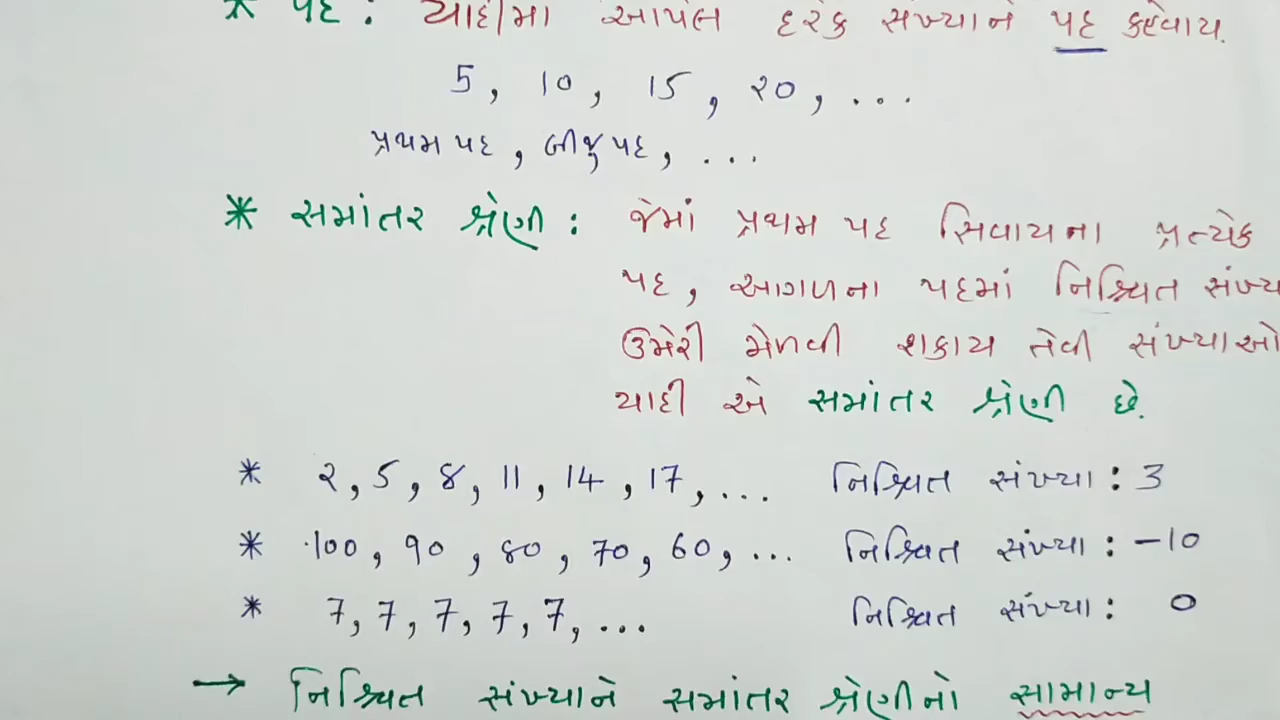 * પદ : યાદીમાં આપેલ દરેક સંખ્યાને પદ કહેવાય.
5, 10, 15, 20, ...
પ્રથમ પદ, બીજું પદ, ...
* સમાંતર શ્રેણી : જેમાં પ્રથમ પદ સિવાયના પ્રત્યેક
પદ, આગળના પદમાં નિશ્ચિત સંખ્ય
ઉમેરી મેળવી શકાય તેવી સંખ્યાઓ
યાદી એ સમાંતર શ્રેણી છે.
* 2, 5, 8, 11, 14, 17, ... નિશ્ચિત સંખ્યા : 3
* 100, 90, 80, 70, 60, ... નિશ્ચિત સંખ્યા : -10
* 7, 7, 7, 7, 7, ... નિશ્ચિત સંખ્યા : 0
→ નિશ્ચિત સંખ્યાને સમાંતર શ્રેણીનો સામાન્ય